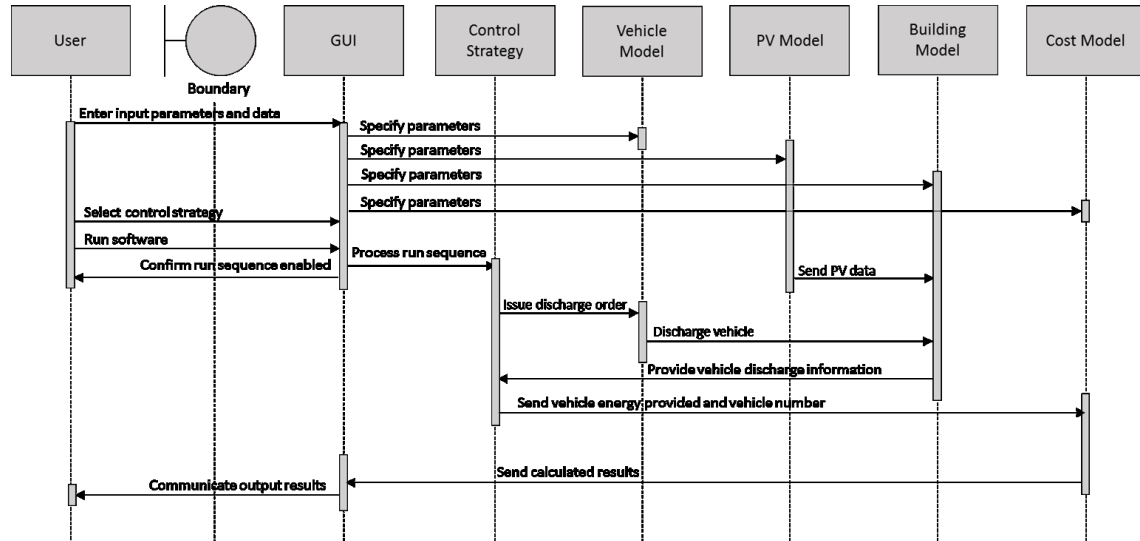 User
GUI
Control
Strategy
Vehicle
Model
PV Model
Building
Model
Cost Model
Boundary
Enter input parameters and data
Specify parameters
Specify parameters
Specify parameters
Specify parameters
Select control strategy
Run software
Process run sequence
Confirm run sequence enabled
Send PV data
Issue discharge order
Discharge vehicle
Provide vehicle discharge information
Send vehicle energy provided and vehicle number
Send calculated results
Communicate output results